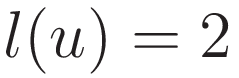 l(u) = 2